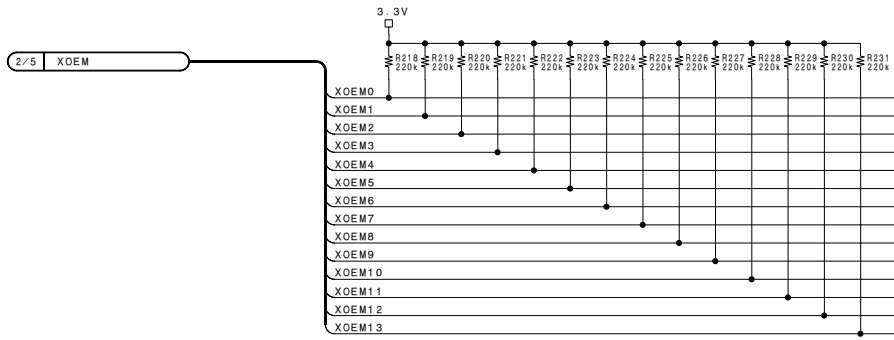 3.3V
2/5 XOEM
R218 R219 R220 R221 R222 R223 R224 R225 R226 R227 R228 R229 R230 R231
220k 220k 220k 220k 220k 220k 220k 220k 220k 220k 220k 220k 220k 220k
XOEM0
XOEM1
XOEM2
XOEM3
XOEM4
XOEM5
XOEM6
XOEM7
XOEM8
XOEM9
XOEM10
XOEM11
XOEM12
XOEM13